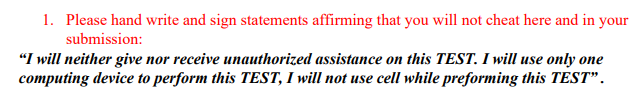 1. Please hand write and sign statements affirming that you will not cheat here and in your
submission:
“I will neither give nor receive unauthorized assistance on this TEST. I will use only one
computing device to perform this TEST, I will not use cell while preforming this TEST”.